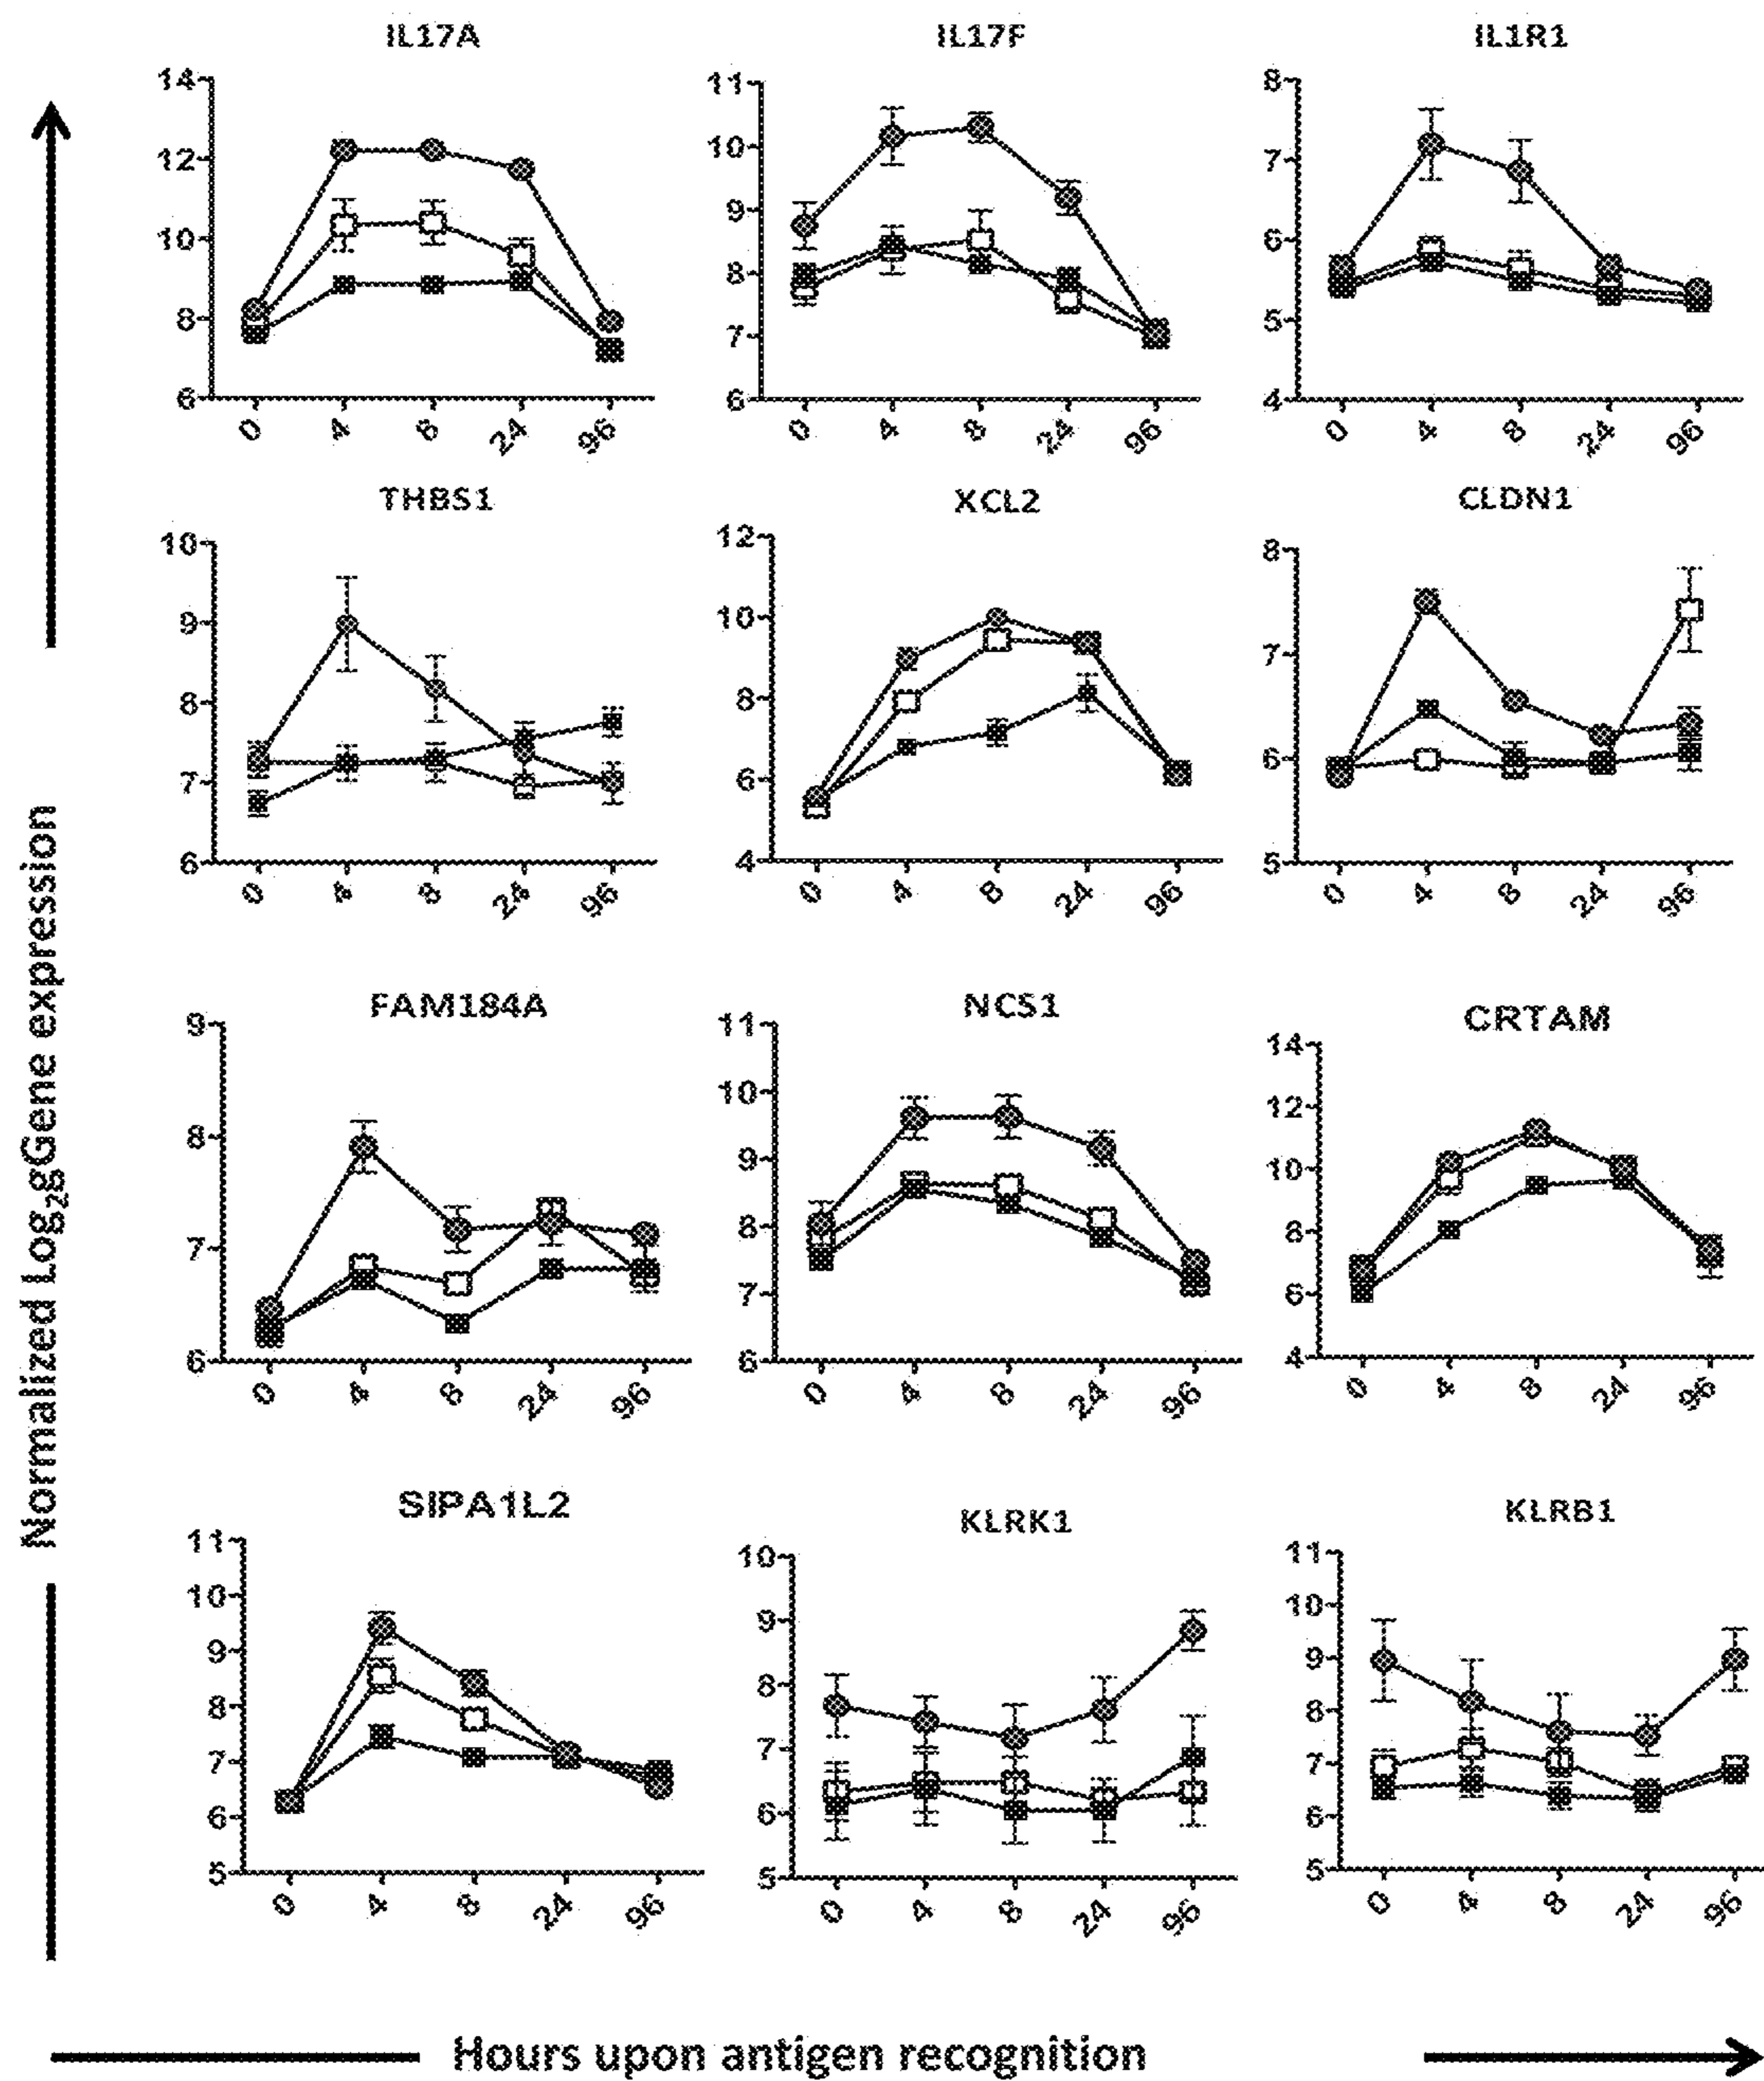 IL17A IL17F IL1R1
14 12 10 8 6
0 4 8 24 96
11 10 9 8 7 6
0 4 8 24 96
8 7 6 5 4
0 4 8 24 96
THBS1 XCL2 CLDN1
10 9 8 7 6
0 4 8 24 96
12 10 8 6 4
0 4 8 24 96
8 7 6 5
0 4 8 24 96
FAM184A NCS1 CRTAM
9 8 7 6
0 4 8 24 96
11 10 9 8 7 6
0 4 8 24 96
14 12 10 8 6 4
0 4 8 24 96
SIPA1L2 KLRK1 KLRB1
11 10 9 8 7 6 5
0 4 8 24 96
10 9 8 7 6 5
0 4 8 24 96
11 10 9 8 7 6 5
0 4 8 24 96
Normalized Log₂gGene expression
Hours upon antigen recognition